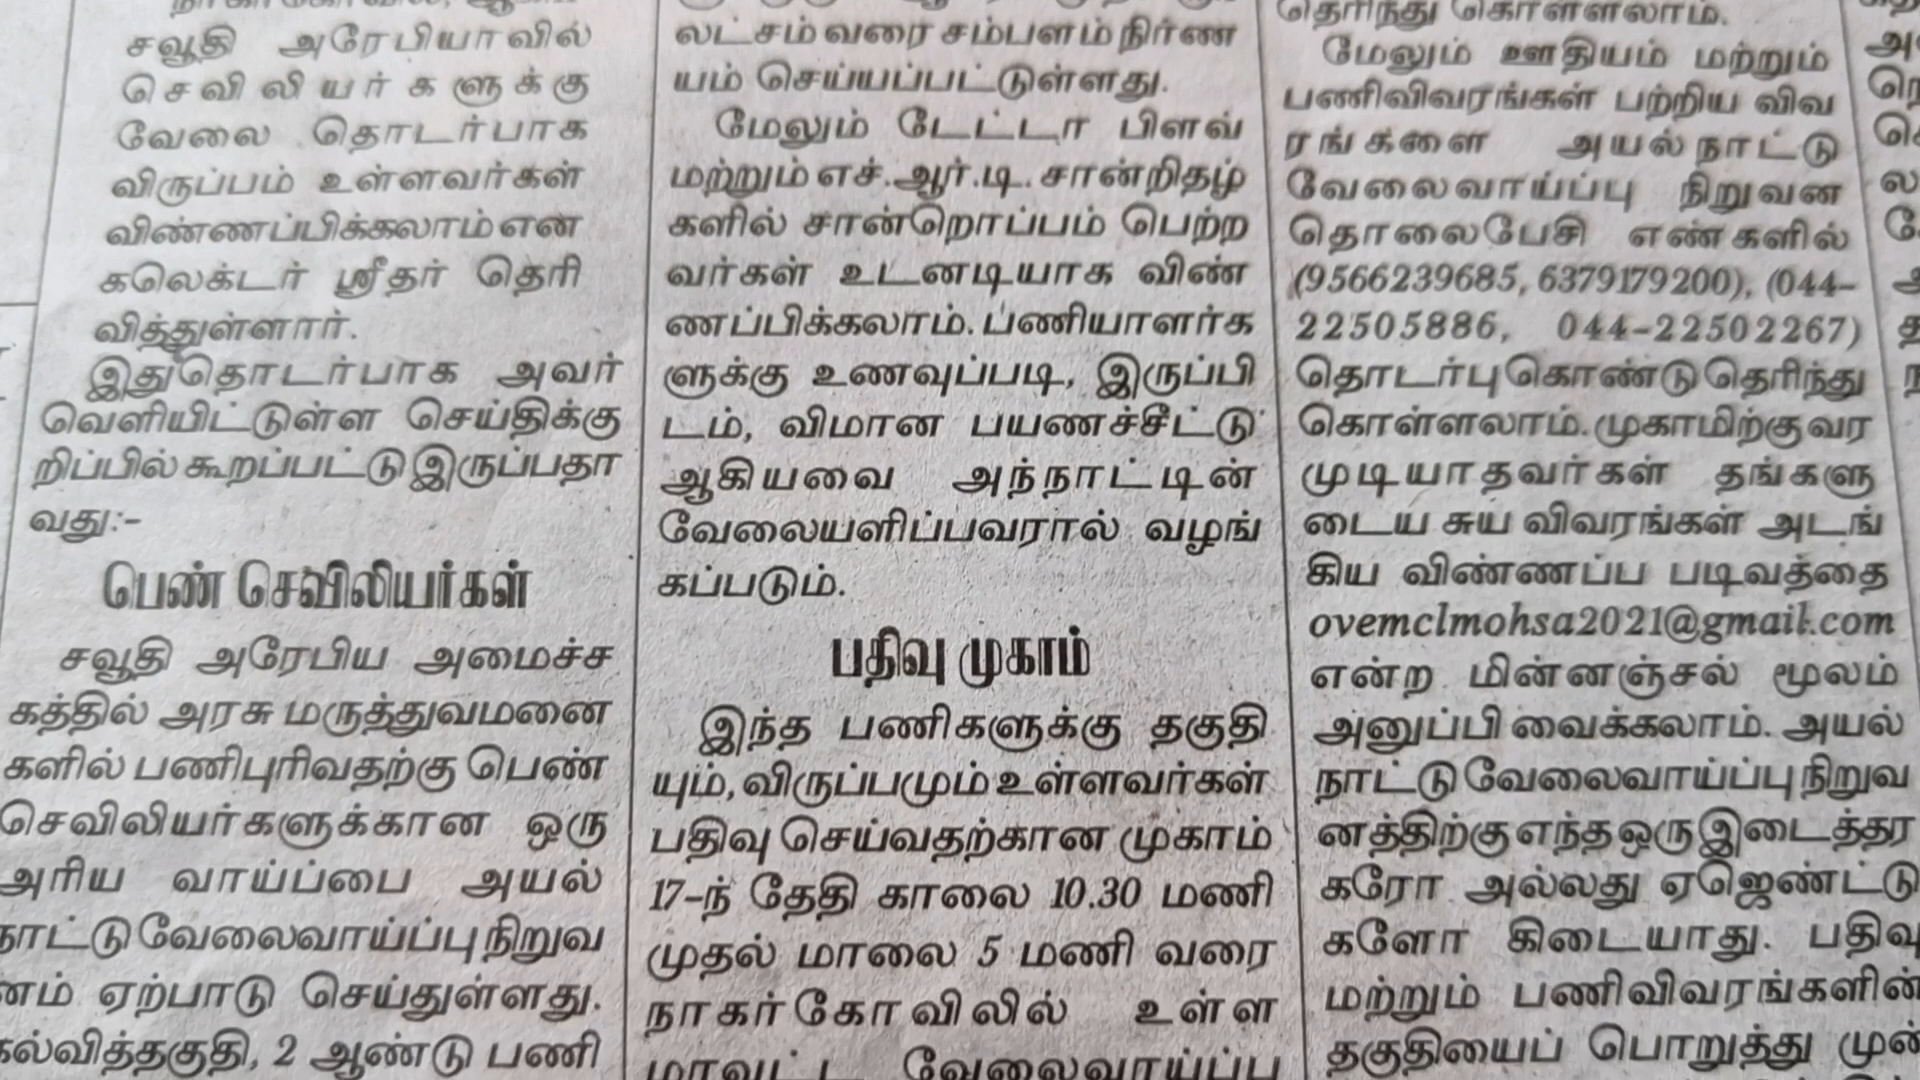 சவூதி அரேபியாவில்
செவிலியர்களுக்கு
வேலை தொடர்பாக
விருப்பம் உள்ளவர்கள்
விண்ணப்பிக்கலாம் என
கலெக்டர் ஸ்ரீதர் தெரி
வித்துள்ளார்.
இதுதொடர்பாக அவர்
வெளியிட்டுள்ள செய்திக்கு
றிப்பில் கூறப்பட்டு இருப்பதா
வது:-
பெண் செவிலியர்கள்
சவூதி அரேபிய அமைச்ச
கத்தில் அரசு மருத்துவமனை
களில் பணிபுரிவதற்கு பெண்
செவிலியர்களுக்கான ஒரு
அரிய வாய்ப்பை அயல்
நாட்டு வேலைவாய்ப்பு நிறுவ
னம் ஏற்பாடு செய்துள்ளது.
கல்வித்தகுதி, 2 ஆண்டு பணி
லட்சம் வரை சம்பளம் நிர்ண
யம் செய்யப்பட்டுள்ளது.
மேலும் டேட்டா பிளவ்
மற்றும் எச்.ஆர்.டி. சான்றிதழ்
களில் சான்றொப்பம் பெற்ற
வர்கள் உடனடியாக விண்
ணப்பிக்கலாம். பணியாளர்க
ளுக்கு உணவுப்படி, இருப்பி
டம், விமான பயணச்சீட்டு
ஆகியவை அந்நாட்டின்
வேலையளிப்பவரால் வழங்
கப்படும்.
பதிவு முகாம்
இந்த பணிகளுக்கு தகுதி
யும், விருப்பமும் உள்ளவர்கள்
பதிவு செய்வதற்கான முகாம்
17-ந் தேதி காலை 10.30 மணி
முதல் மாலை 5 மணி வரை
நாகர்கோவிலில் உள்ள
மாவட்ட வேலைவாய்ப்பு
தெரிந்து கொள்ளலாம்.
மேலும் ஊதியம் மற்றும்
பணிவிவரங்கள் பற்றிய விவ
ரங்களை அயல்நாட்டு
வேலைவாய்ப்பு நிறுவன
தொலைபேசி எண்களில்
(9566239685, 6379179200), (044-
22505886, 044-22502267)
தொடர்பு கொண்டு தெரிந்து
கொள்ளலாம். முகாமிற்கு வர
முடியாதவர்கள் தங்களு
டைய சுய விவரங்கள் அடங்
கிய விண்ணப்ப படிவத்தை
ovemclmohsa2021@gmail.com
என்ற மின்னஞ்சல் மூலம்
அனுப்பி வைக்கலாம். அயல்
நாட்டு வேலைவாய்ப்பு நிறுவ
னத்திற்கு எந்த ஒரு இடைத்தர
கரோ அல்லது ஏஜெண்ட்டு
களோ கிடையாது. பதிவு
மற்றும் பணிவிவரங்களின்
தகுதியைப் பொறுத்து முன்